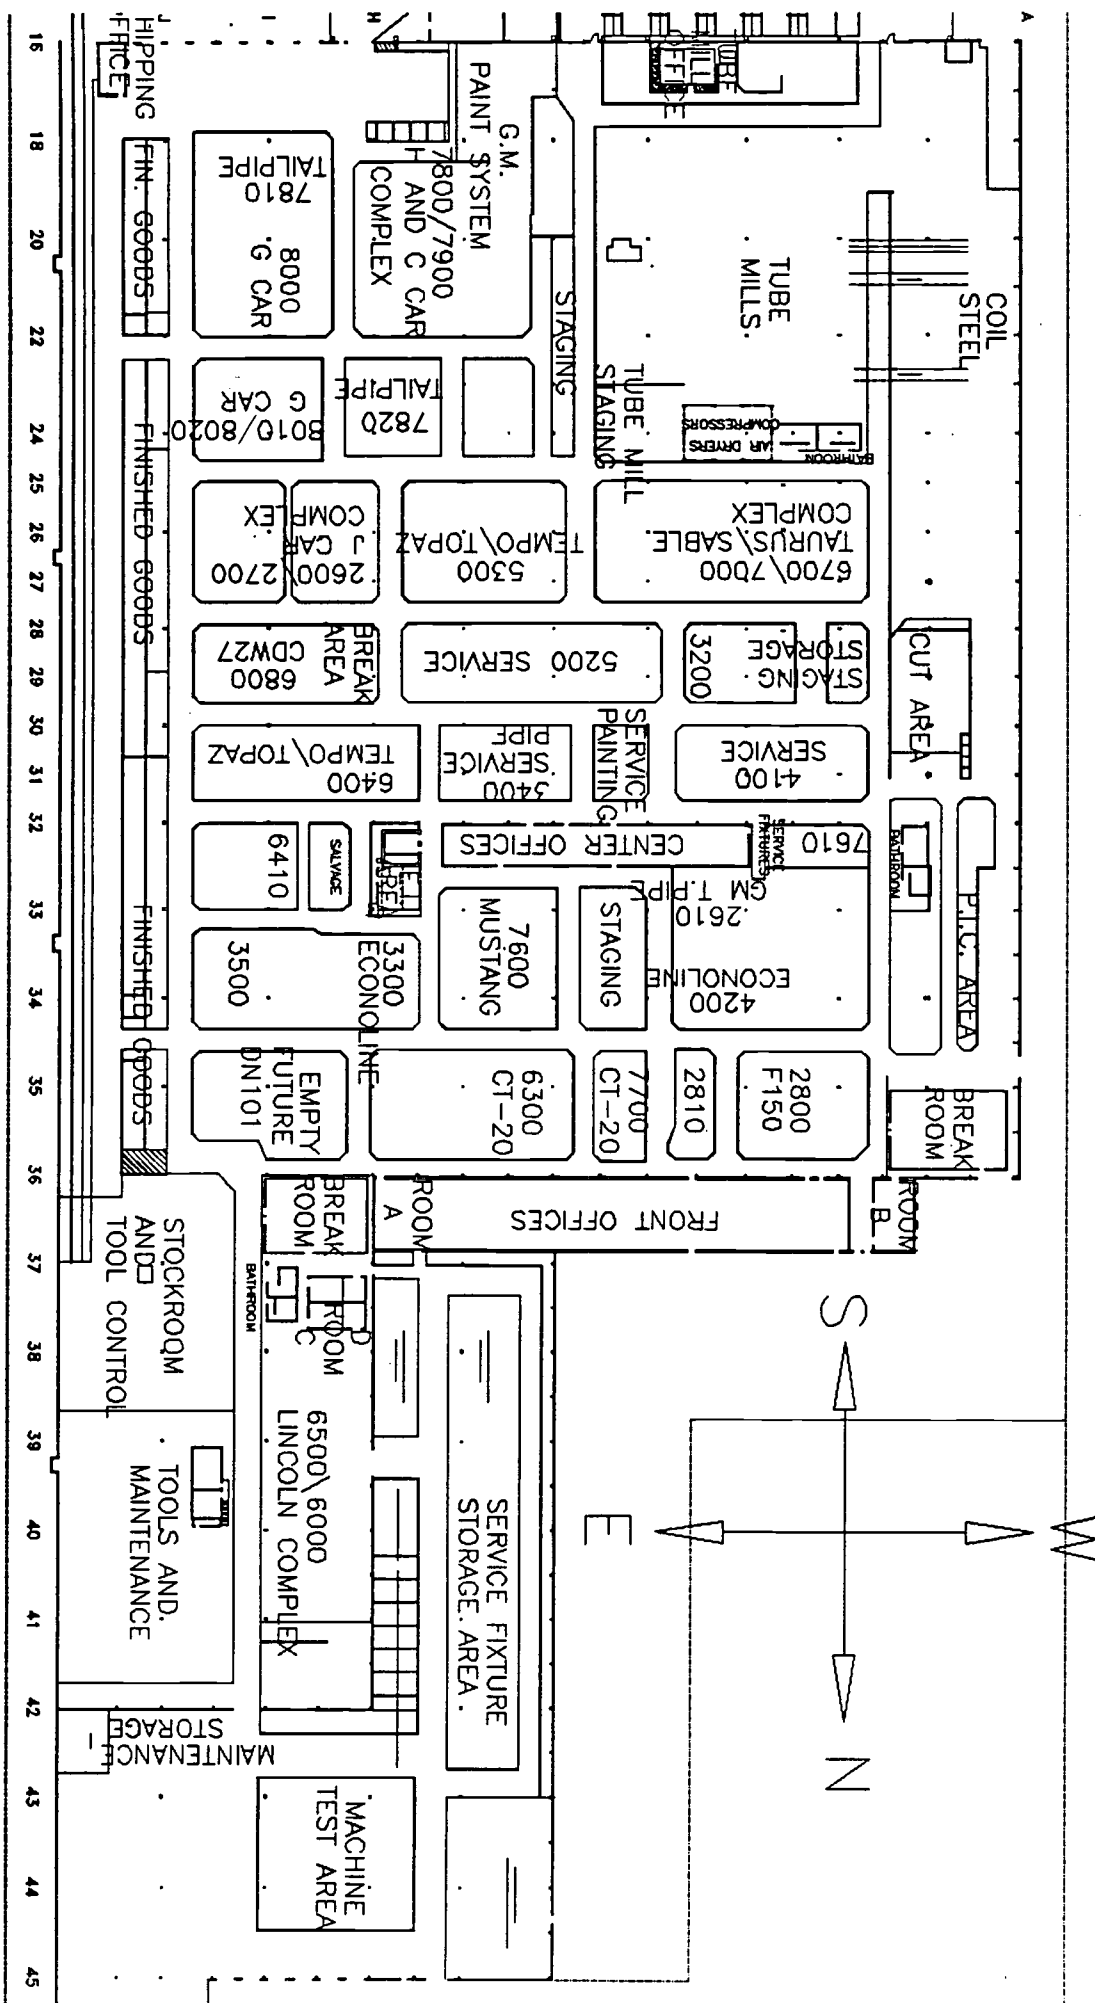 A
H
J
16
18
20
22
24
25
26
27
28
29
30
31
32
33
34
35
36
37
38
39
40
41
42
43
44
45
HIPPING
FFICE
FIN. GOODS
TAILPIPE
7810
8000
G CAR
G.M.
PAINT SYSTEM
7800/7900
AND C CAR
COMPLEX
STAGING
TUBE
MILLS
COIL
STEEL
FINISHED GOODS
8010/8020
G CAR
TAILPIPE
7820
TUBE MILL
STAGING
COMPRESSORS
AIR DRYERS
BATHROOM
2700
2600/
J CAR
COMPLEX
5300
TEMPO/TOPAZ
6700/7000
TAURUS/SABLE
COMPLEX
6800
CDW27
BREAK
AREA
5200 SERVICE
3200
STAGING
STORAGE
CUT AREA
6400
TEMPO\TOPAZ
3400
SERVICE
PIPE
SERVICE
PAINTING
4100
SERVICE
6410
SALVAGE
AREA
CENTER OFFICES
SERVICE
FIXTURES
7610
BATHROOM
P.T.C. AREA
FINISHED GOODS
3500
3300
ECONOLINE
7600
MUSTANG
STAGING
2610
GM T.PIPE
4200
ECONOLINE
EMPTY
FUTURE
DN101
6300
CT-20
7700
CT-20
2810
2800
F150
BREAK
ROOM
STOCKROOM
AND
TOOL CONTROL
BREAK
ROOM
ROOM
A
FRONT OFFICES
ROOM
B
BATHROOM
ROOM
C
D
S
E
W
N
TOOLS AND.
MAINTENANCE
6500\6000
LINCOLN COMPLEX
SERVICE FIXTURE
STORAGE. AREA.
MAINTENANCE
STORAGE
MACHINE
TEST AREA